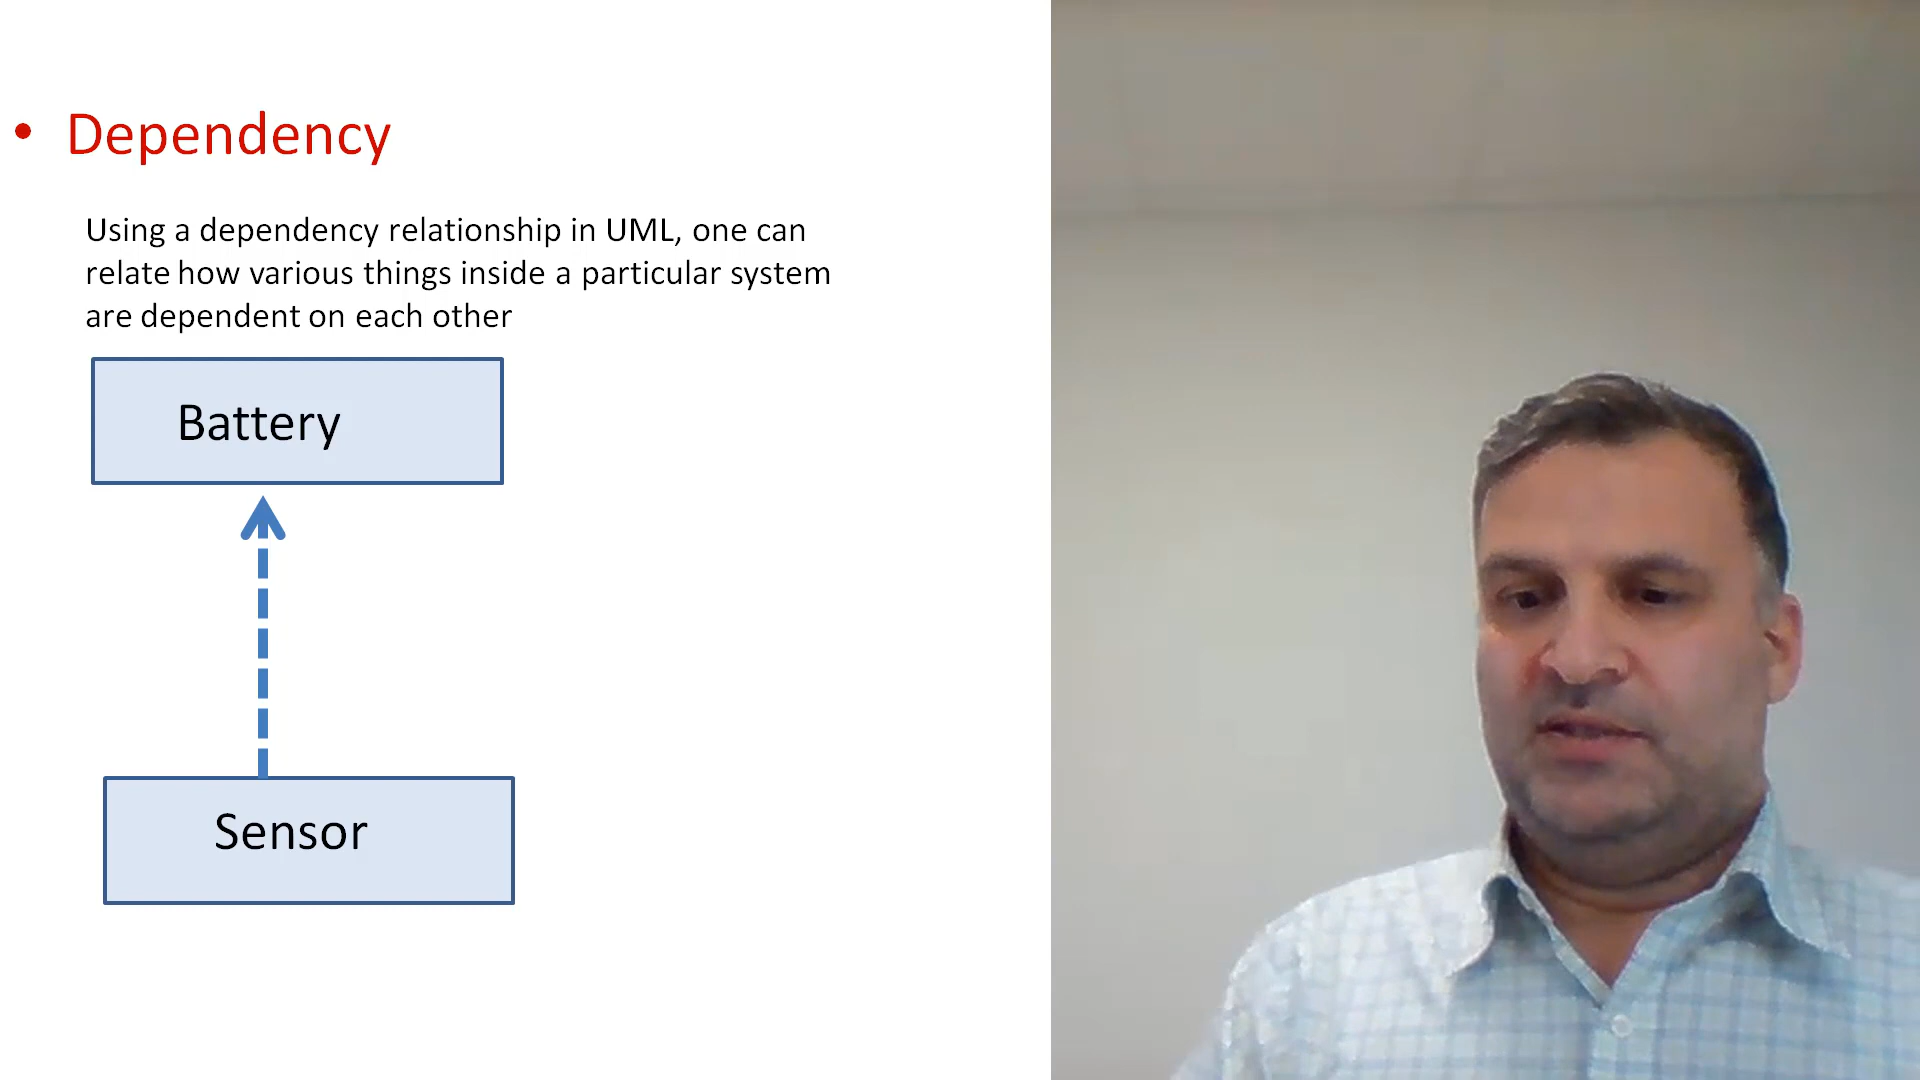 • Dependency
Using a dependency relationship in UML, one can
relate how various things inside a particular system
are dependent on each other
Battery
Sensor